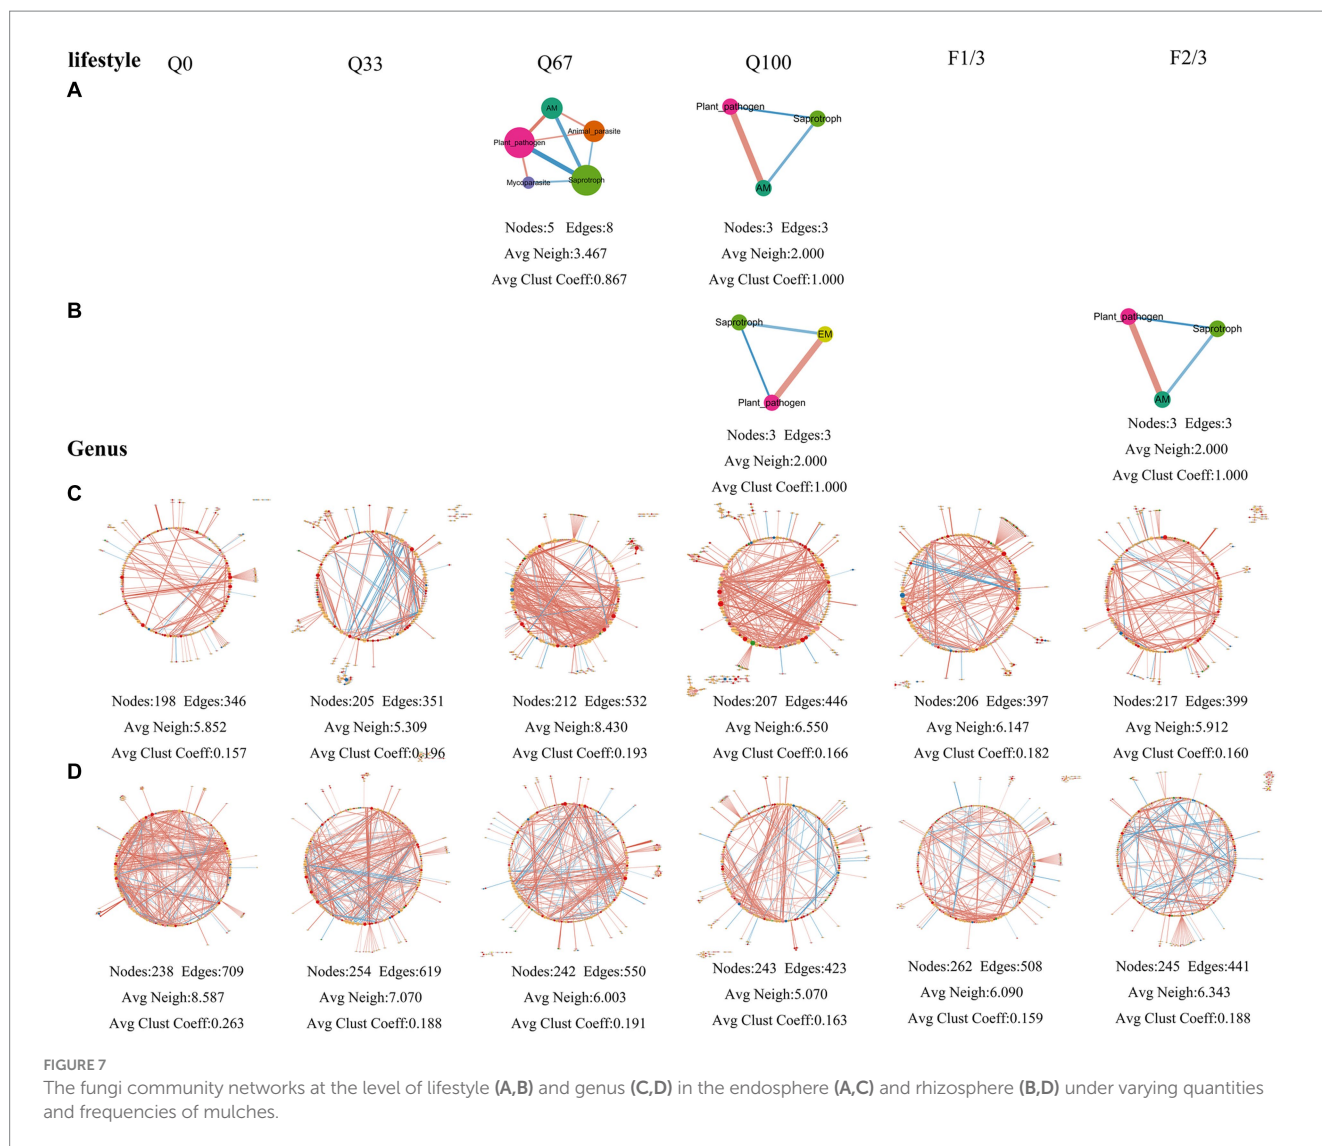 lifestyle Q0 Q33 Q67 Q100 F1/3 F2/3
A
AM
Animal_parasite
Plant_pathogen
Mycoparasite
Saprotroph
Nodes:5 Edges:8
Avg Neigh:3.467
Avg Clust Coeff:0.867
Plant_pathogen
Saprotroph
AM
Nodes:3 Edges:3
Avg Neigh:2.000
Avg Clust Coeff:1.000
B
Saprotroph
EM
Plant_pathogen
Nodes:3 Edges:3
Avg Neigh:2.000
Avg Clust Coeff:1.000
Plant_pathogen
Saprotroph
AM
Nodes:3 Edges:3
Avg Neigh:2.000
Avg Clust Coeff:1.000
Genus
C
Nodes:198 Edges:346
Avg Neigh:5.852
Avg Clust Coeff:0.157
Nodes:205 Edges:351
Avg Neigh:5.309
Avg Clust Coeff:0.196
Nodes:212 Edges:532
Avg Neigh:8.430
Avg Clust Coeff:0.193
Nodes:207 Edges:446
Avg Neigh:6.550
Avg Clust Coeff:0.166
Nodes:206 Edges:397
Avg Neigh:6.147
Avg Clust Coeff:0.182
Nodes:217 Edges:399
Avg Neigh:5.912
Avg Clust Coeff:0.160
D
Nodes:238 Edges:709
Avg Neigh:8.587
Avg Clust Coeff:0.263
Nodes:254 Edges:619
Avg Neigh:7.070
Avg Clust Coeff:0.188
Nodes:242 Edges:550
Avg Neigh:6.003
Avg Clust Coeff:0.191
Nodes:243 Edges:423
Avg Neigh:5.070
Avg Clust Coeff:0.163
Nodes:262 Edges:508
Avg Neigh:6.090
Avg Clust Coeff:0.159
Nodes:245 Edges:441
Avg Neigh:6.343
Avg Clust Coeff:0.188
FIGURE 7
The fungi community networks at the level of lifestyle (A,B) and genus (C,D) in the endosphere (A,C) and rhizosphere (B,D) under varying quantities
and frequencies of mulches.